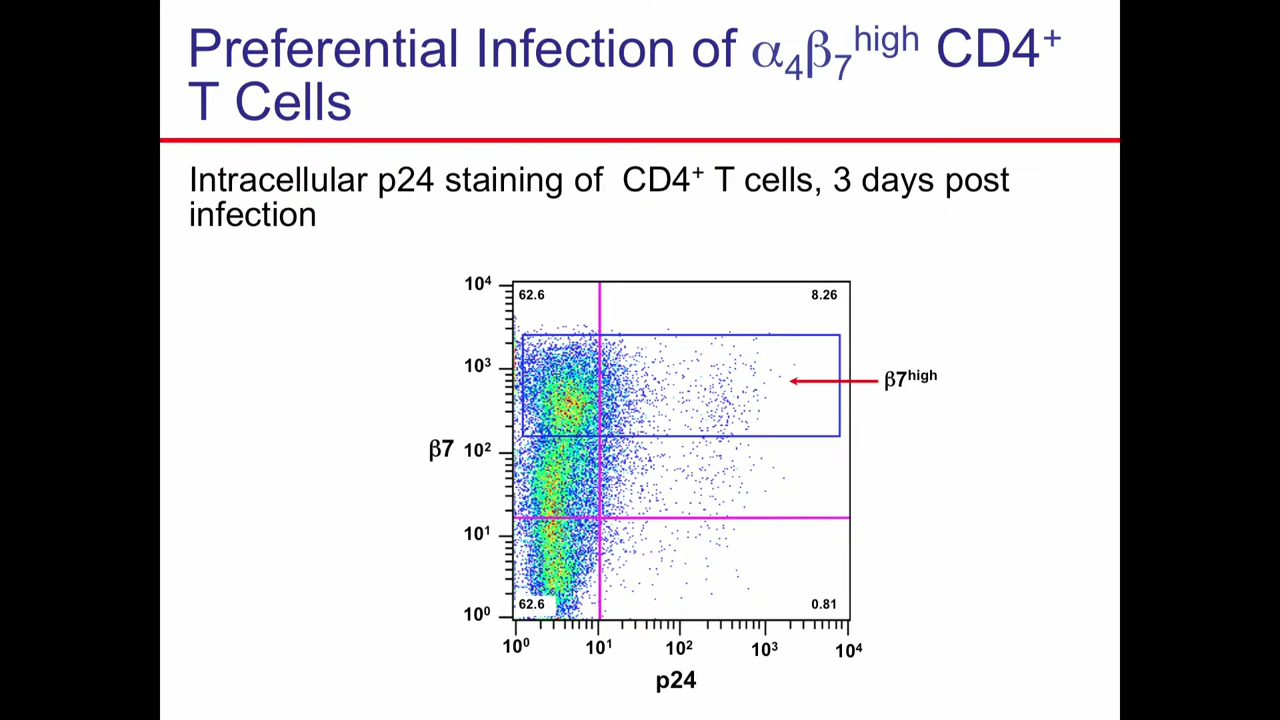 Preferential Infection of α₄β₇ʰⁱᵍʰ CD4⁺
T Cells
Intracellular p24 staining of CD4⁺ T cells, 3 days post
infection
10⁴
62.6
8.26
10³
β7ʰⁱᵍʰ
β7
10²
10¹
10⁰
62.6
0.81
10⁰ 10¹ 10² 10³ 10⁴
p24